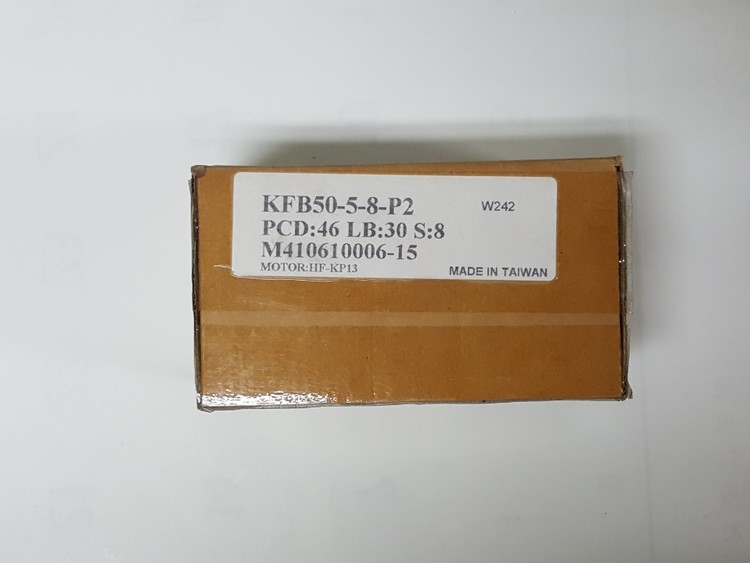 KFB50-5-8-P2 W242
PCD:46 LB:30 S:8
M410610006-15
MOTOR:HF-KP13 MADE IN TAIWAN